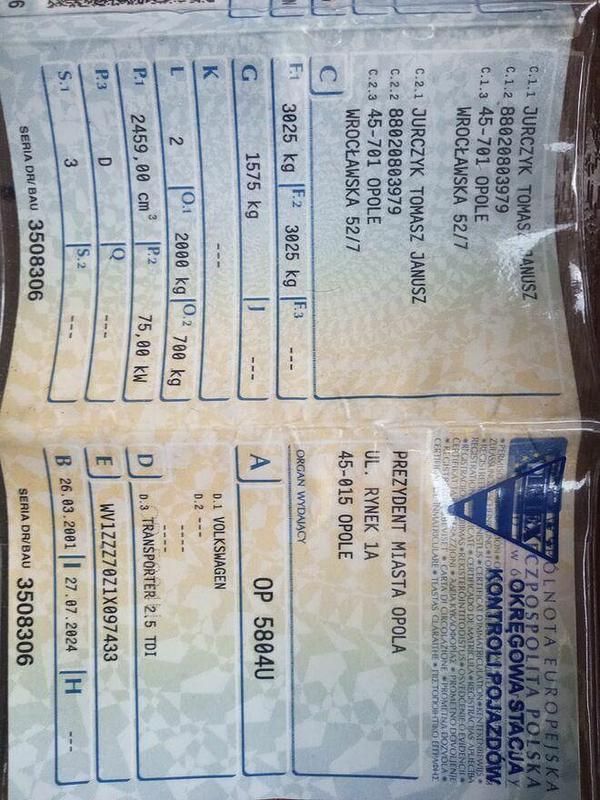 C.1.1 JURCZYK TOMASZ JANUSZ
C.1.2 88020803979
C.1.3 45-701 OPOLE
WROCŁAWSKA 52/7
C.2.1 JURCZYK TOMASZ JANUSZ
C.2.2 88020803979
C.2.3 45-701 OPOLE
WROCŁAWSKA 52/7
C
F.1 3025 kg F.2 3025 kg F.3 ---
G 1575 kg J ---
K ---
L 2 O.1 2000 kg O.2 700 kg
P.1 2459,00 cm³ P.2 75,00 kW
P.3 D Q ---
S.1 3 S.2 ---
SERIA DR/BAU 3508306
EUROPEJSKA
RZECZPOSPOLITA POLSKA
OKRĘGOWA STACJA
KONTROLI POJAZDÓW
PREZYDENT MIASTA OPOLA
UL. RYNEK 1A
45-015 OPOLE
ORGAN WYDAJĄCY
A OP 5804U
D.1 VOLKSWAGEN
D.2 ---
----
----
D D.3 TRANSPORTER 2.5 TDI
E WV1ZZZ70Z1X097433
B 26.03.2001 I 27.07.2024 H ---
SERIA DR/BAU 3508306